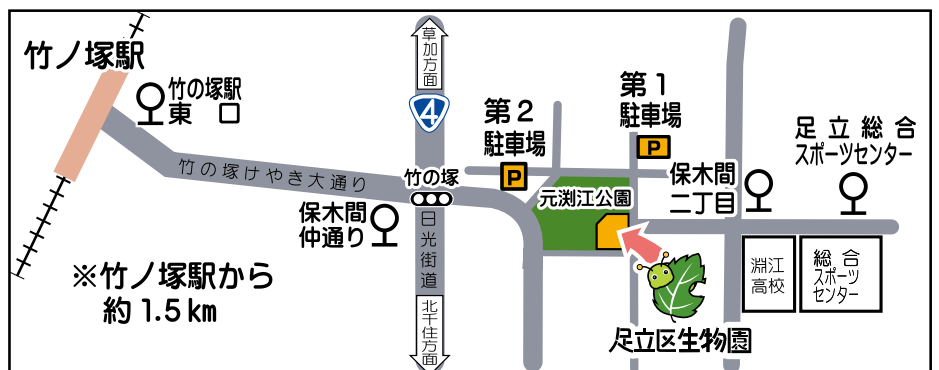 竹ノ塚駅
竹の塚駅
東 口
草加方面
4
第2
駐車場
P
第1
駐車場
P
足立総合
スポーツセンター
竹の塚けやき大通り
竹の塚
保木間
仲通り
元渕江公園
保木間
二丁目
日光街道
※竹ノ塚駅から
約1.5km
北千住方面
淵江
高校
総合
スポーツ
センター
足立区生物園